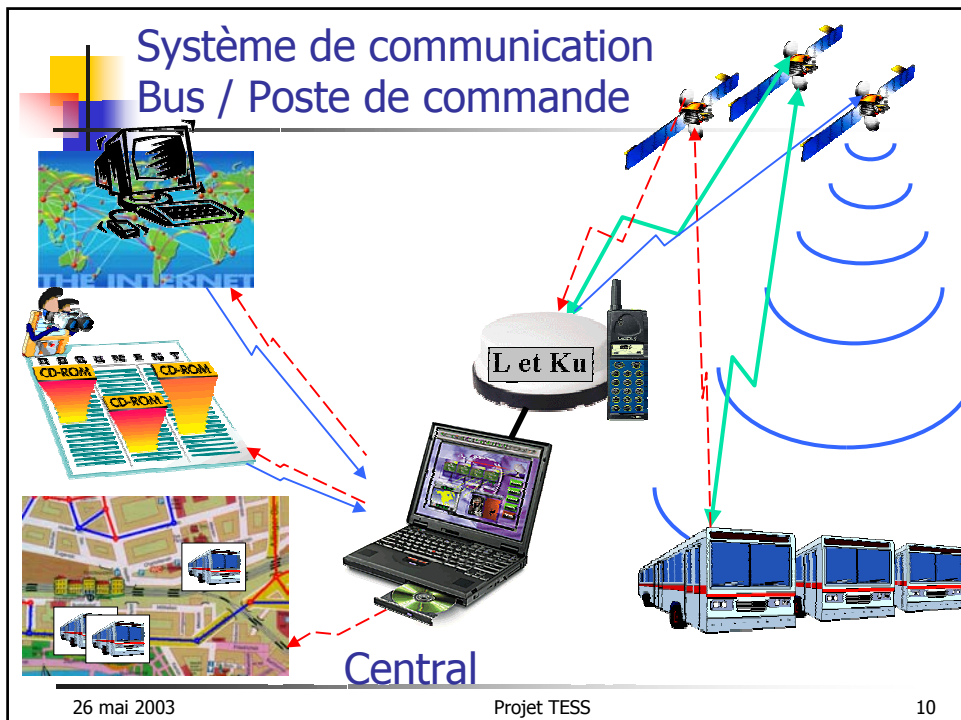 Système de communication
Bus / Poste de commande
THE INTERNET
DOCUMENT
CD-ROM
CD-ROM
CD-ROM
L et Ku
Central
26 mai 2003
Projet TESS
10